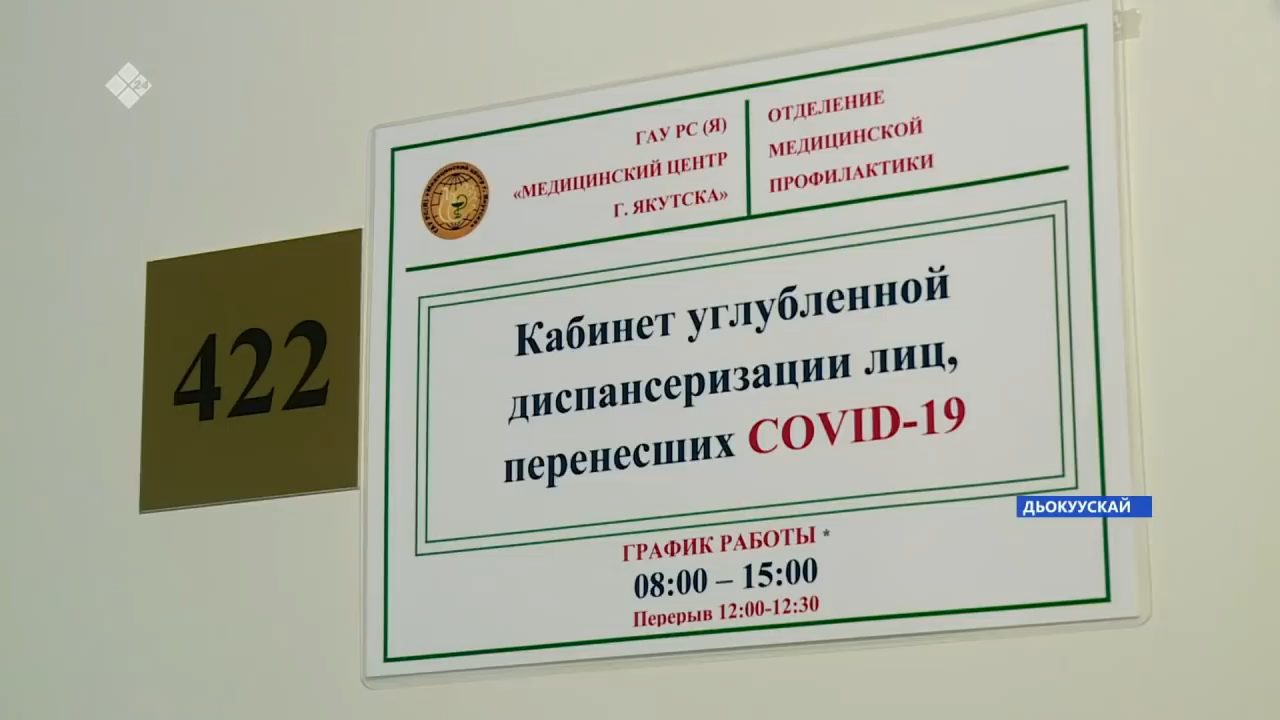 24
ГАУ РС (Я)
«МЕДИЦИНСКИЙ ЦЕНТР
Г. ЯКУТСКА»
ОТДЕЛЕНИЕ
МЕДИЦИНСКОЙ
ПРОФИЛАКТИКИ
422
Кабинет углубленной
диспансеризации лиц,
перенесших COVID-19
ДЬОКУУСКАЙ
ГРАФИК РАБОТЫ *
08:00 – 15:00
Перерыв 12:00-12:30